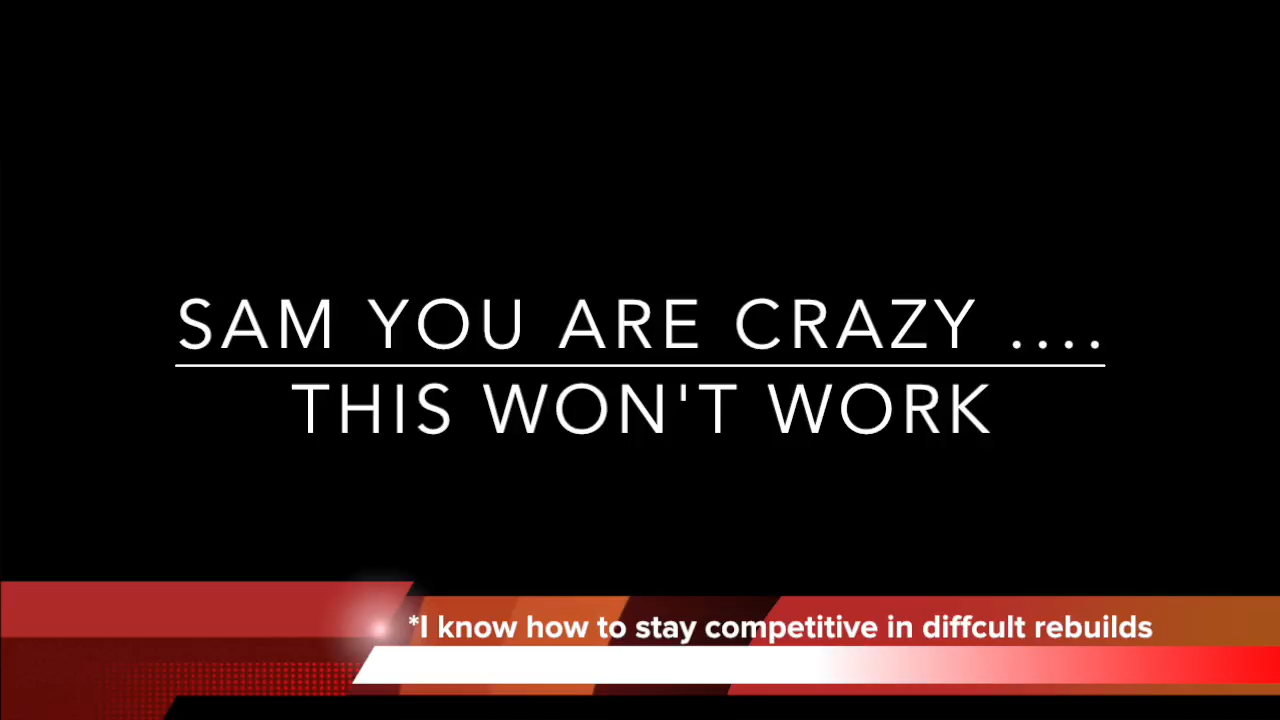 SAM YOU ARE CRAZY ....
THIS WON'T WORK
*I know how to stay competitive in diffcult rebuilds